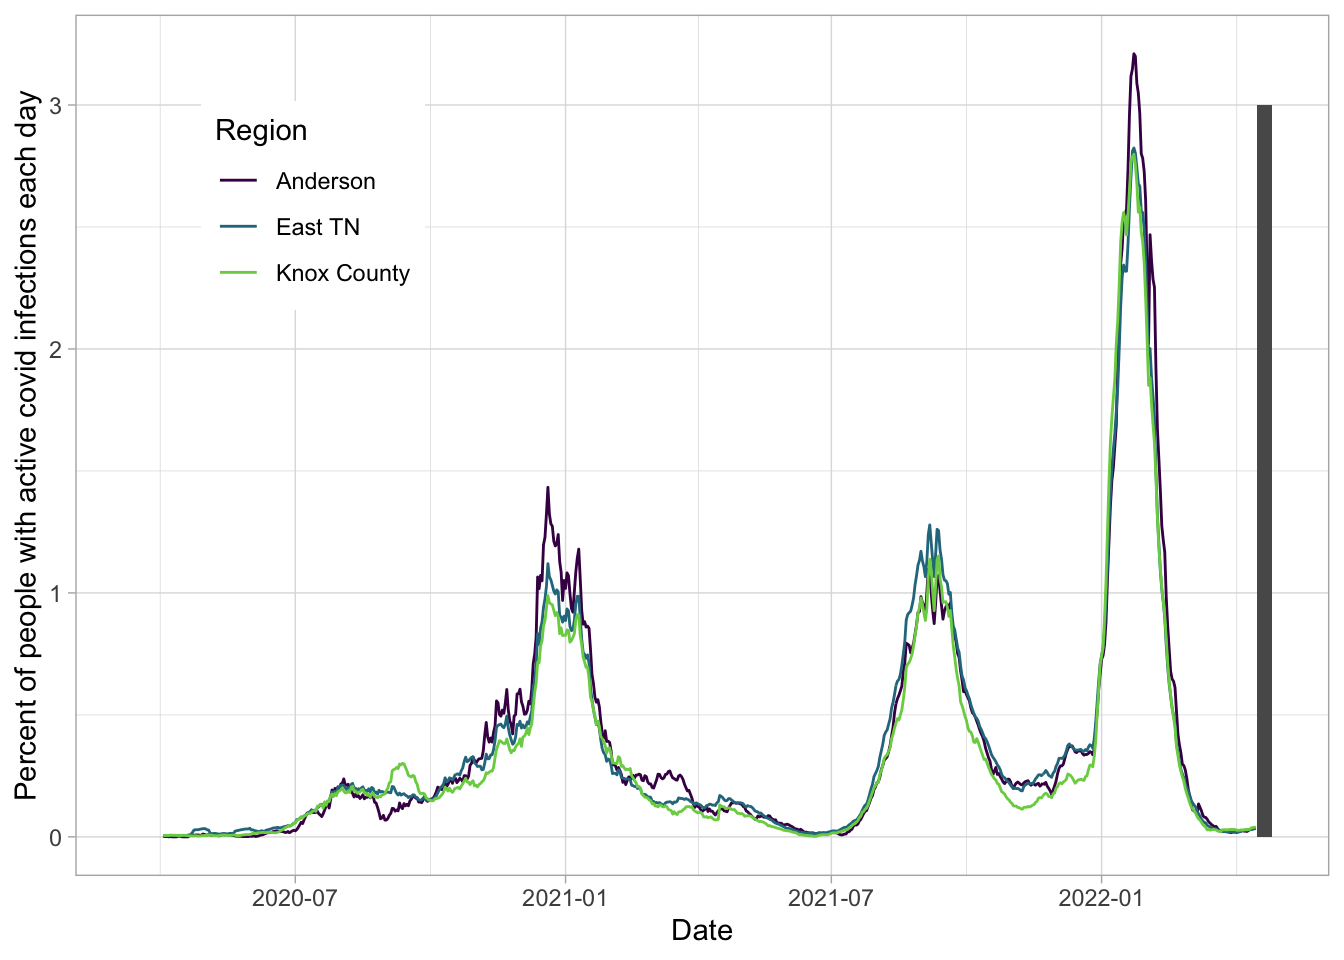 Percent of people with active covid infections each day
3
2
1
0
Region
Anderson
East TN
Knox County
2020-07
2021-01
2021-07
2022-01
Date